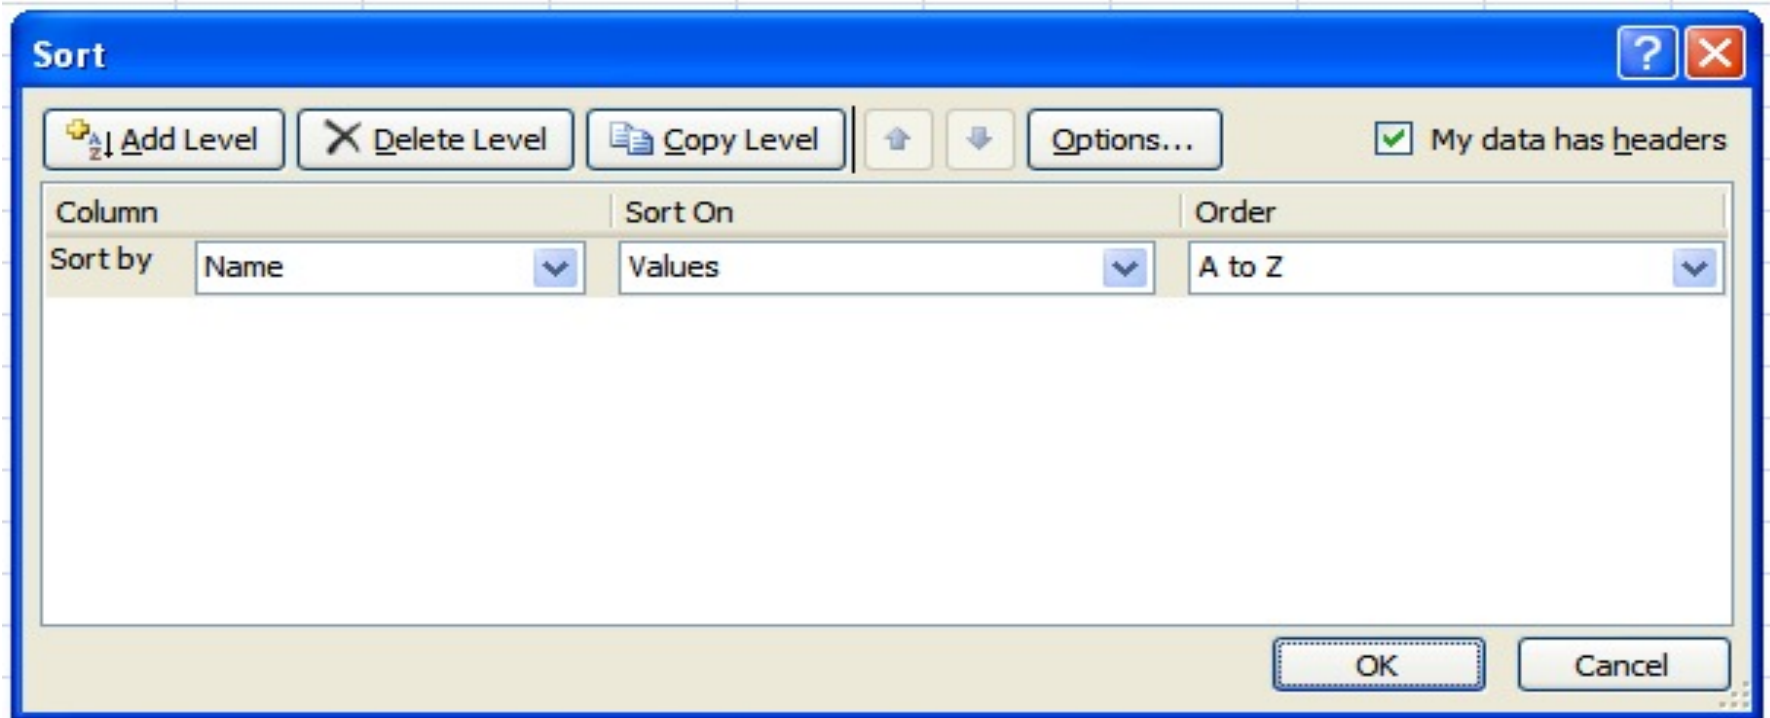 Sort
Add Level Delete Level Copy Level Options... My data has headers
Column Sort On Order
Sort by Name Values A to Z
OK Cancel